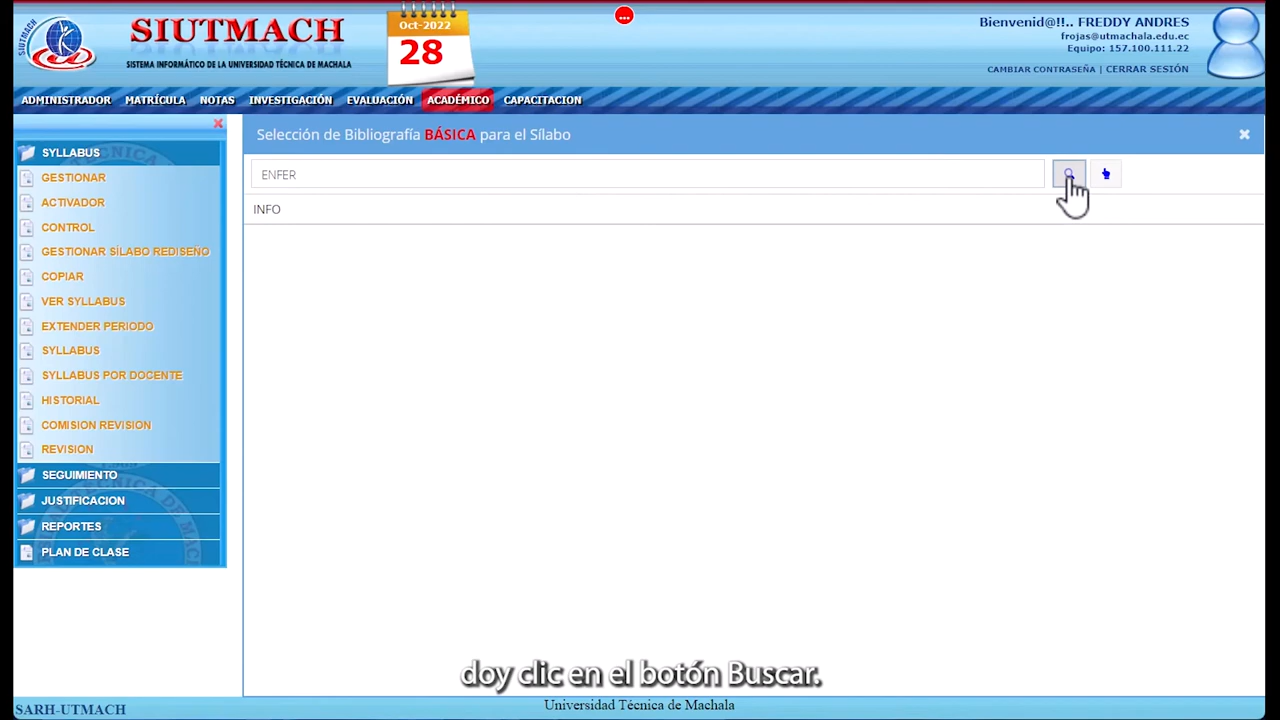 SIUTMACH
SISTEMA INFORMÁTICO DE LA UNIVERSIDAD TÉCNICA DE MACHALA
Oct-2022
28
Bienvenid@!!.. FREDDY ANDRES
frojas@utmachala.edu.ec
Equipo: 157.100.111.22
CAMBIAR CONTRASEÑA | CERRAR SESIÓN
ADMINISTRADOR MATRÍCULA NOTAS INVESTIGACIÓN EVALUACIÓN ACADÉMICO CAPACITACION
SYLLABUS
GESTIONAR
ACTIVADOR
CONTROL
GESTIONAR SÍLABO REDISEÑO
COPIAR
VER SYLLABUS
EXTENDER PERIODO
SYLLABUS
SYLLABUS POR DOCENTE
HISTORIAL
COMISION REVISION
REVISION
SEGUIMIENTO
JUSTIFICACION
REPORTES
PLAN DE CLASE
Selección de Bibliografía BÁSICA para el Sílabo
ENFER
INFO
doy clic en el botón Buscar.
SARH-UTMACH
Universidad Técnica de Machala